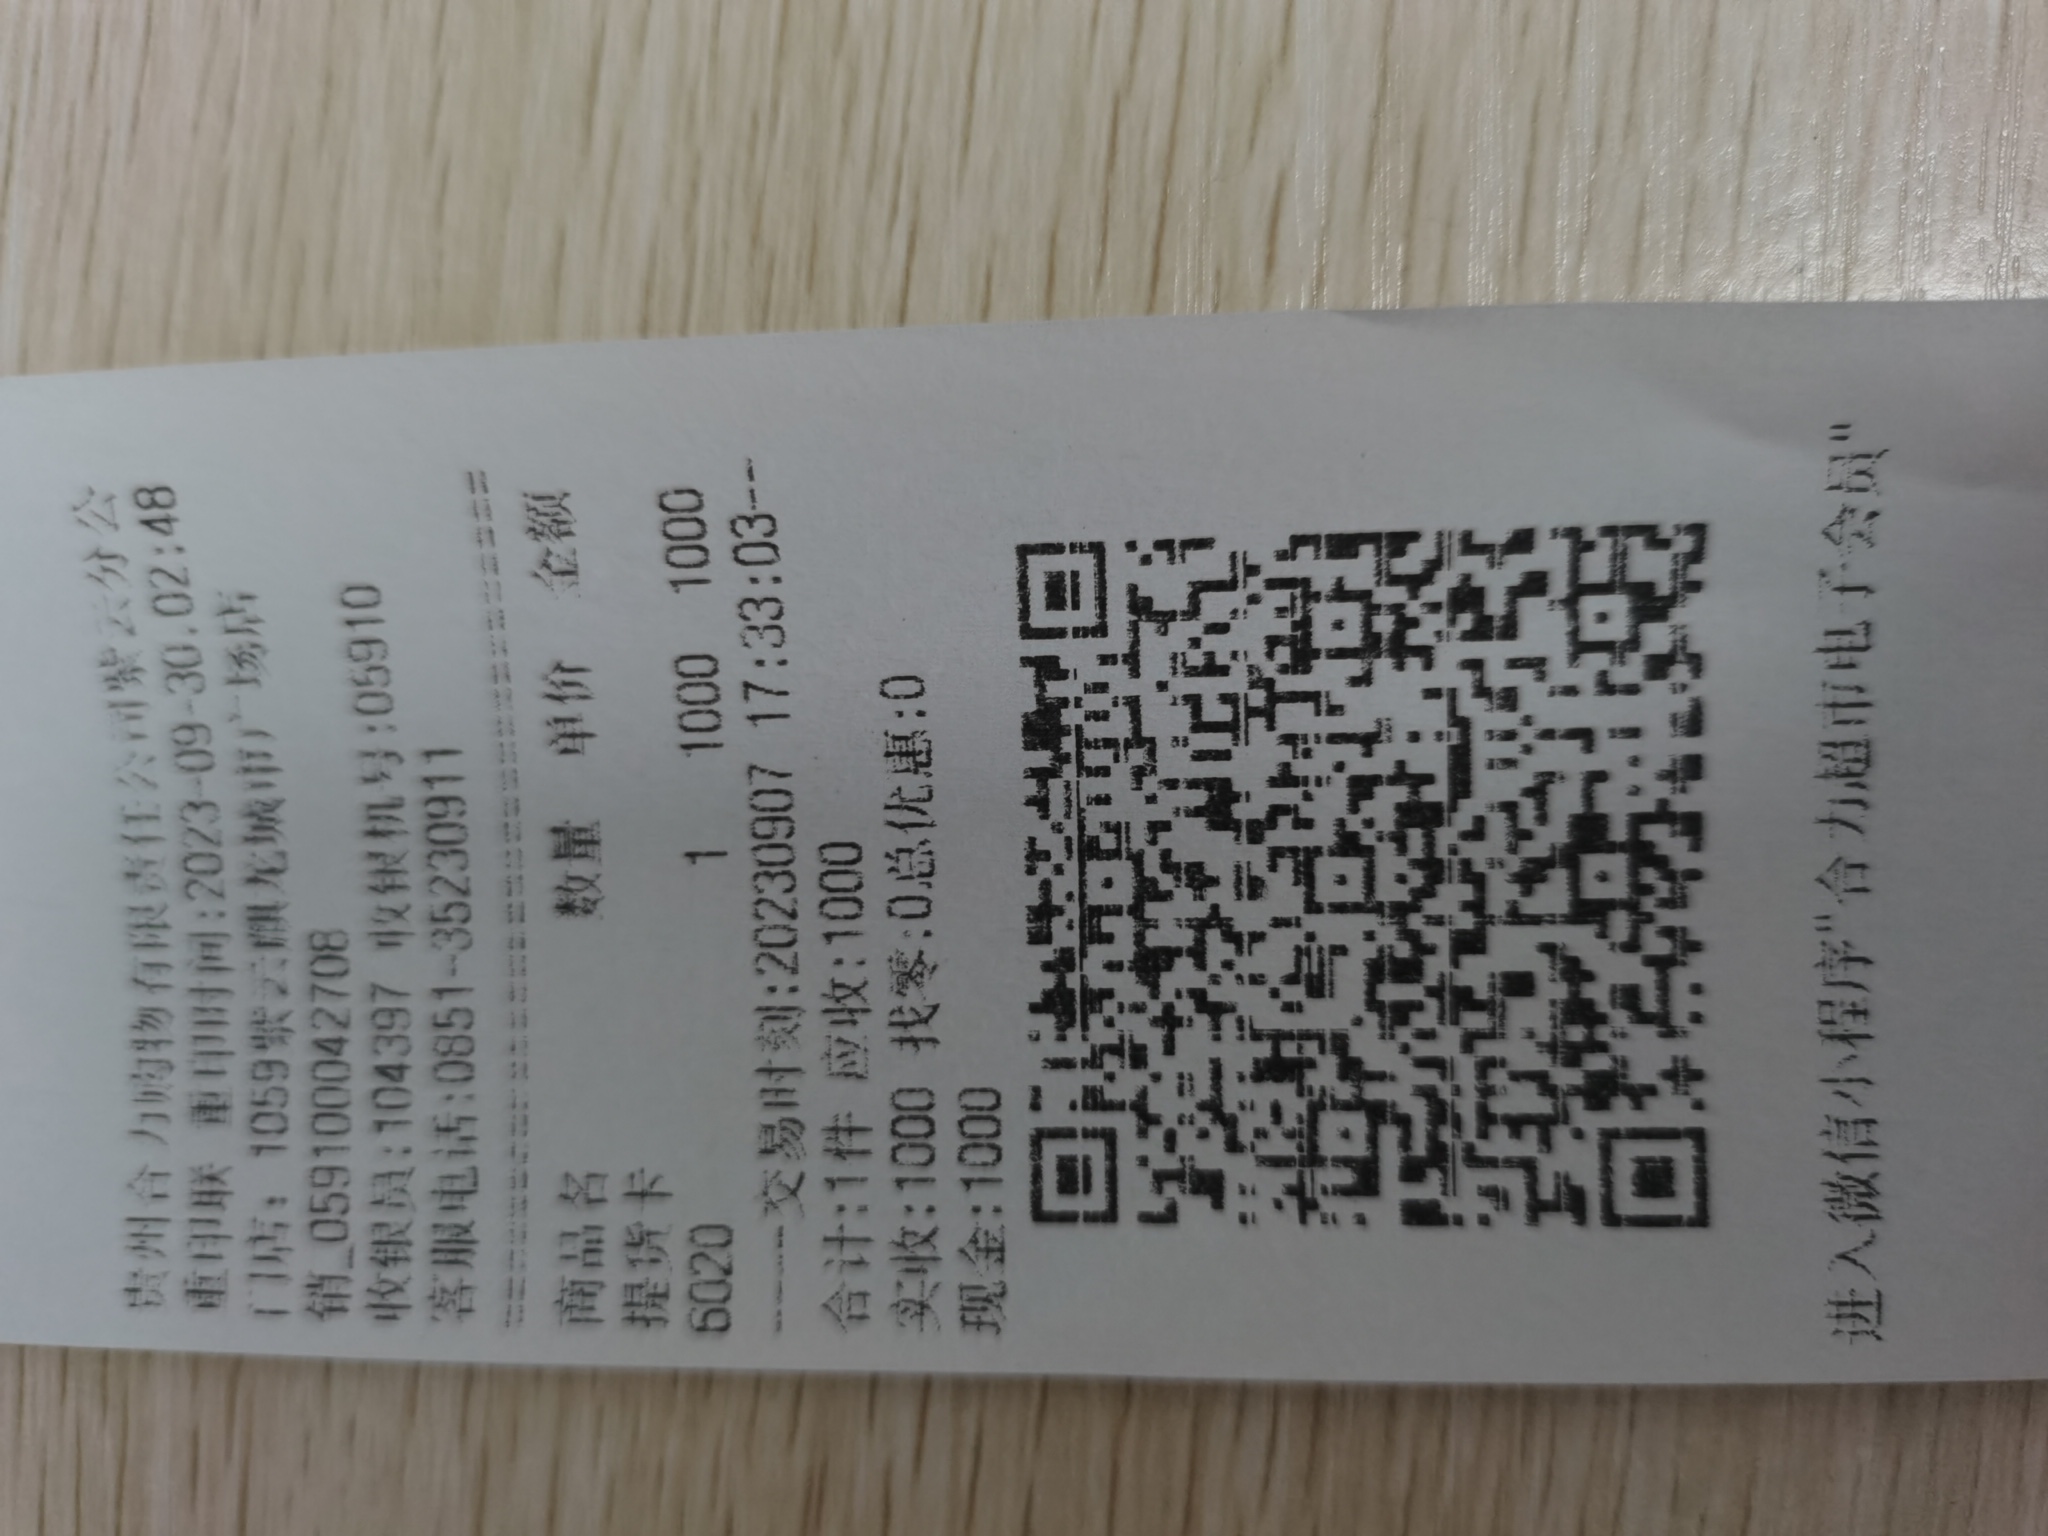 贵州合力购物有限责任公司紫云分公
重印联 重印时间:2023-09-30.02:48
门店: 1059紫云麒龙城市广场店
销_059100042708
收银员:104397 收银机号:059910
客服电话:0851-35230911
商品名 数量 单价 金额
提货卡
6020 1 1000 1000
----交易时刻:20230907 17:33:03---
合计:1件 应收:1000
实收:1000 找零:0总优惠:0
现金:1000
进入微信小程序"合力超市电子会员"